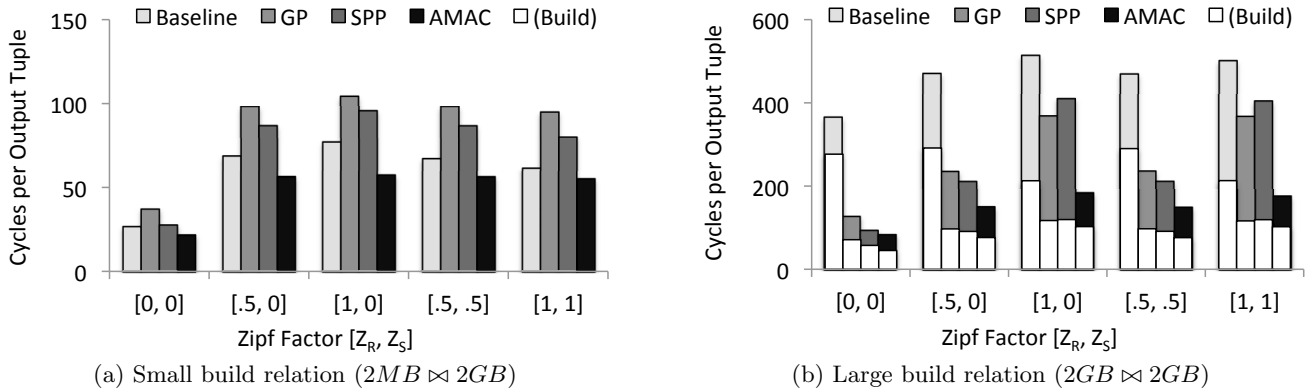 Baseline GP SPP AMAC (Build)
Cycles per Output Tuple
150
100
50
0
[0, 0] [.5, 0] [1, 0] [.5, .5] [1, 1]
Zipf Factor [Z_R, Z_S]
(a) Small build relation (2MB ⋈ 2GB)
Baseline GP SPP AMAC (Build)
Cycles per Output Tuple
600
400
200
0
[0, 0] [.5, 0] [1, 0] [.5, .5] [1, 1]
Zipf Factor [Z_R, Z_S]
(b) Large build relation (2GB ⋈ 2GB)